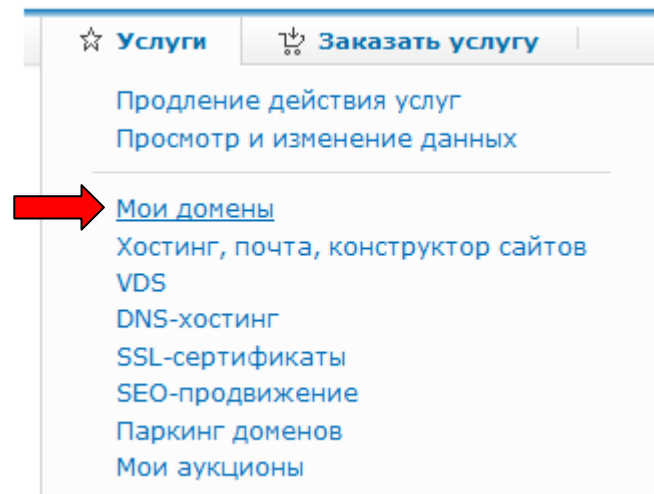 Услуги
Заказать услугу
Продление действия услуг
Просмотр и изменение данных
Мои домены
Хостинг, почта, конструктор сайтов
VDS
DNS-хостинг
SSL-сертификаты
SEO-продвижение
Паркинг доменов
Мои аукционы